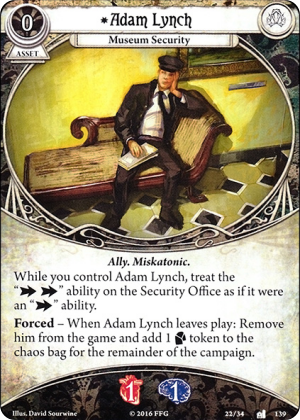 0
ASSET
*Adam Lynch
Museum Security
Ally. Miskatonic.
While you control Adam Lynch, treat the
“ ” ability on the Security Office as if it were
an “ ” ability.
Forced – When Adam Lynch leaves play: Remove
him from the game and add 1 token to the
chaos bag for the remainder of the campaign.
1
1
Illus. David Sourwine
© 2016 FFG
22/34
139